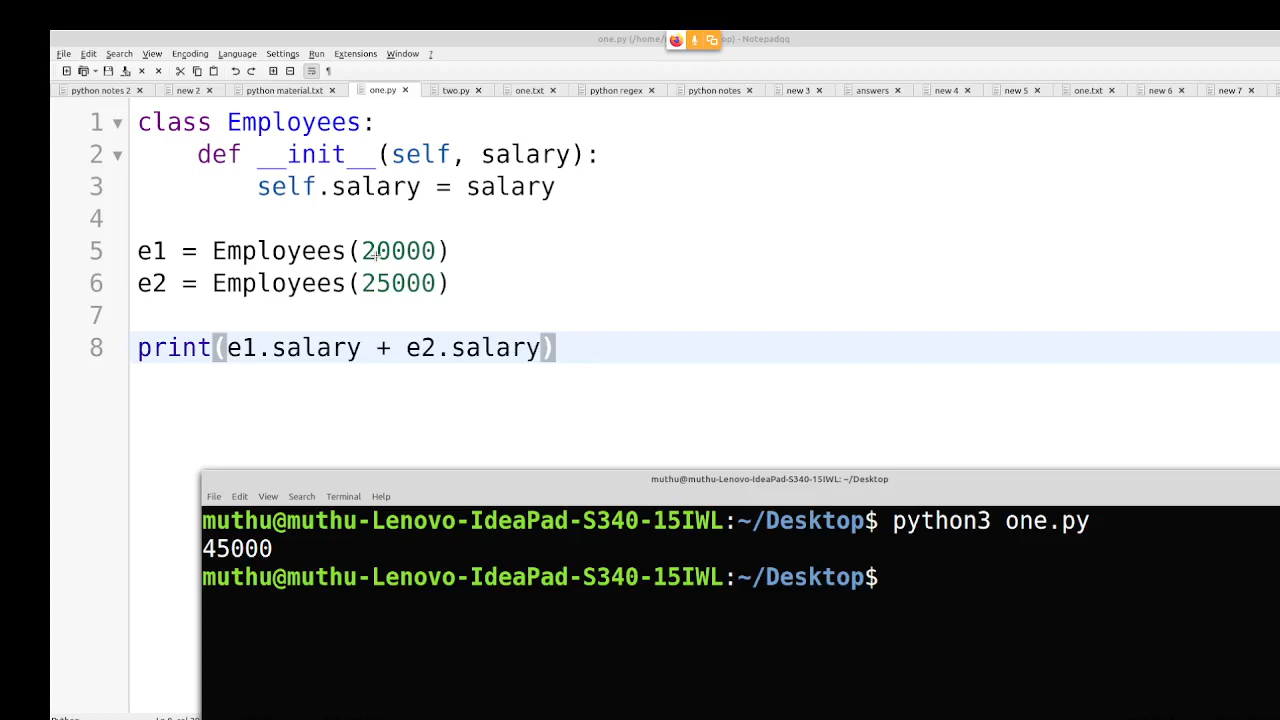 one.py (/home/ op) - Notepadqq
File Edit Search View Encoding Language Settings Run Extensions Window ?
python notes 2 new 2 python material.txt one.py two.py one.txt python regex python notes new 3 answers new 4 new 5 one.txt new 6 new 7
1 class Employees:
2 def __init__(self, salary):
3 self.salary = salary
4
5 e1 = Employees(20000)
6 e2 = Employees(25000)
7
8 print(e1.salary + e2.salary)
muthu@muthu-Lenovo-IdeaPad-S340-15IWL: ~/Desktop
File Edit View Search Terminal Help
muthu@muthu-Lenovo-IdeaPad-S340-15IWL:~/Desktop$ python3 one.py
45000
muthu@muthu-Lenovo-IdeaPad-S340-15IWL:~/Desktop$